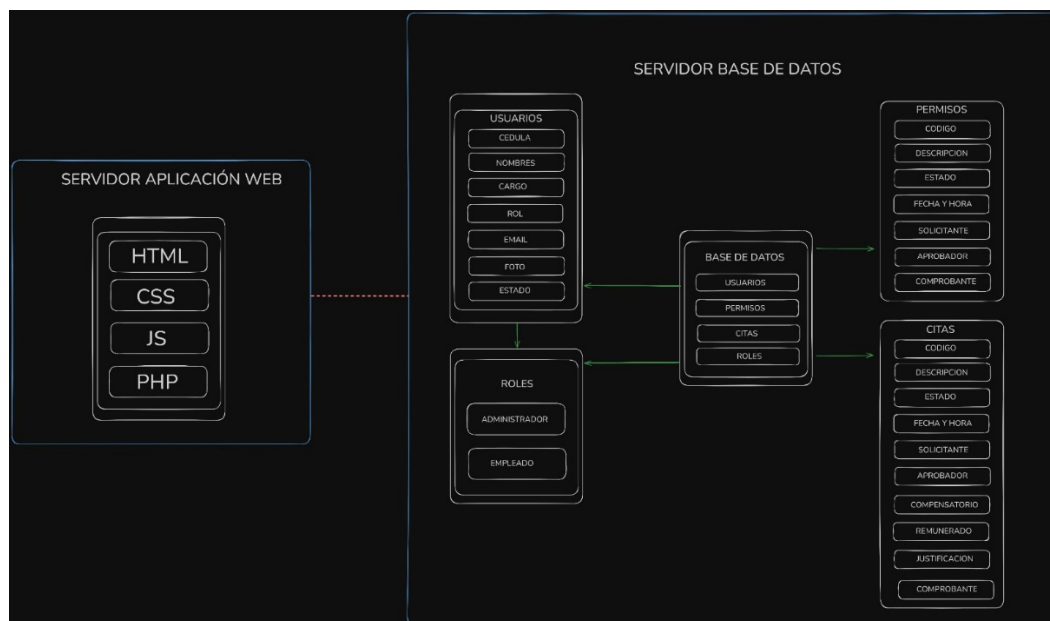 SERVIDOR APLICACIÓN WEB
HTML
CSS
JS
PHP
SERVIDOR BASE DE DATOS
USUARIOS
CEDULA
NOMBRES
CARGO
ROL
EMAIL
FOTO
ESTADO
ROLES
ADMINISTRADOR
EMPLEADO
BASE DE DATOS
USUARIOS
PERMISOS
CITAS
ROLES
PERMISOS
CODIGO
DESCRIPCION
ESTADO
FECHA Y HORA
SOLICITANTE
APROBADOR
COMPROBANTE
CITAS
CODIGO
DESCRIPCION
ESTADO
FECHA Y HORA
SOLICITANTE
APROBADOR
COMPENSATORIO
REMUNERADO
JUSTIFICACION
COMPROBANTE